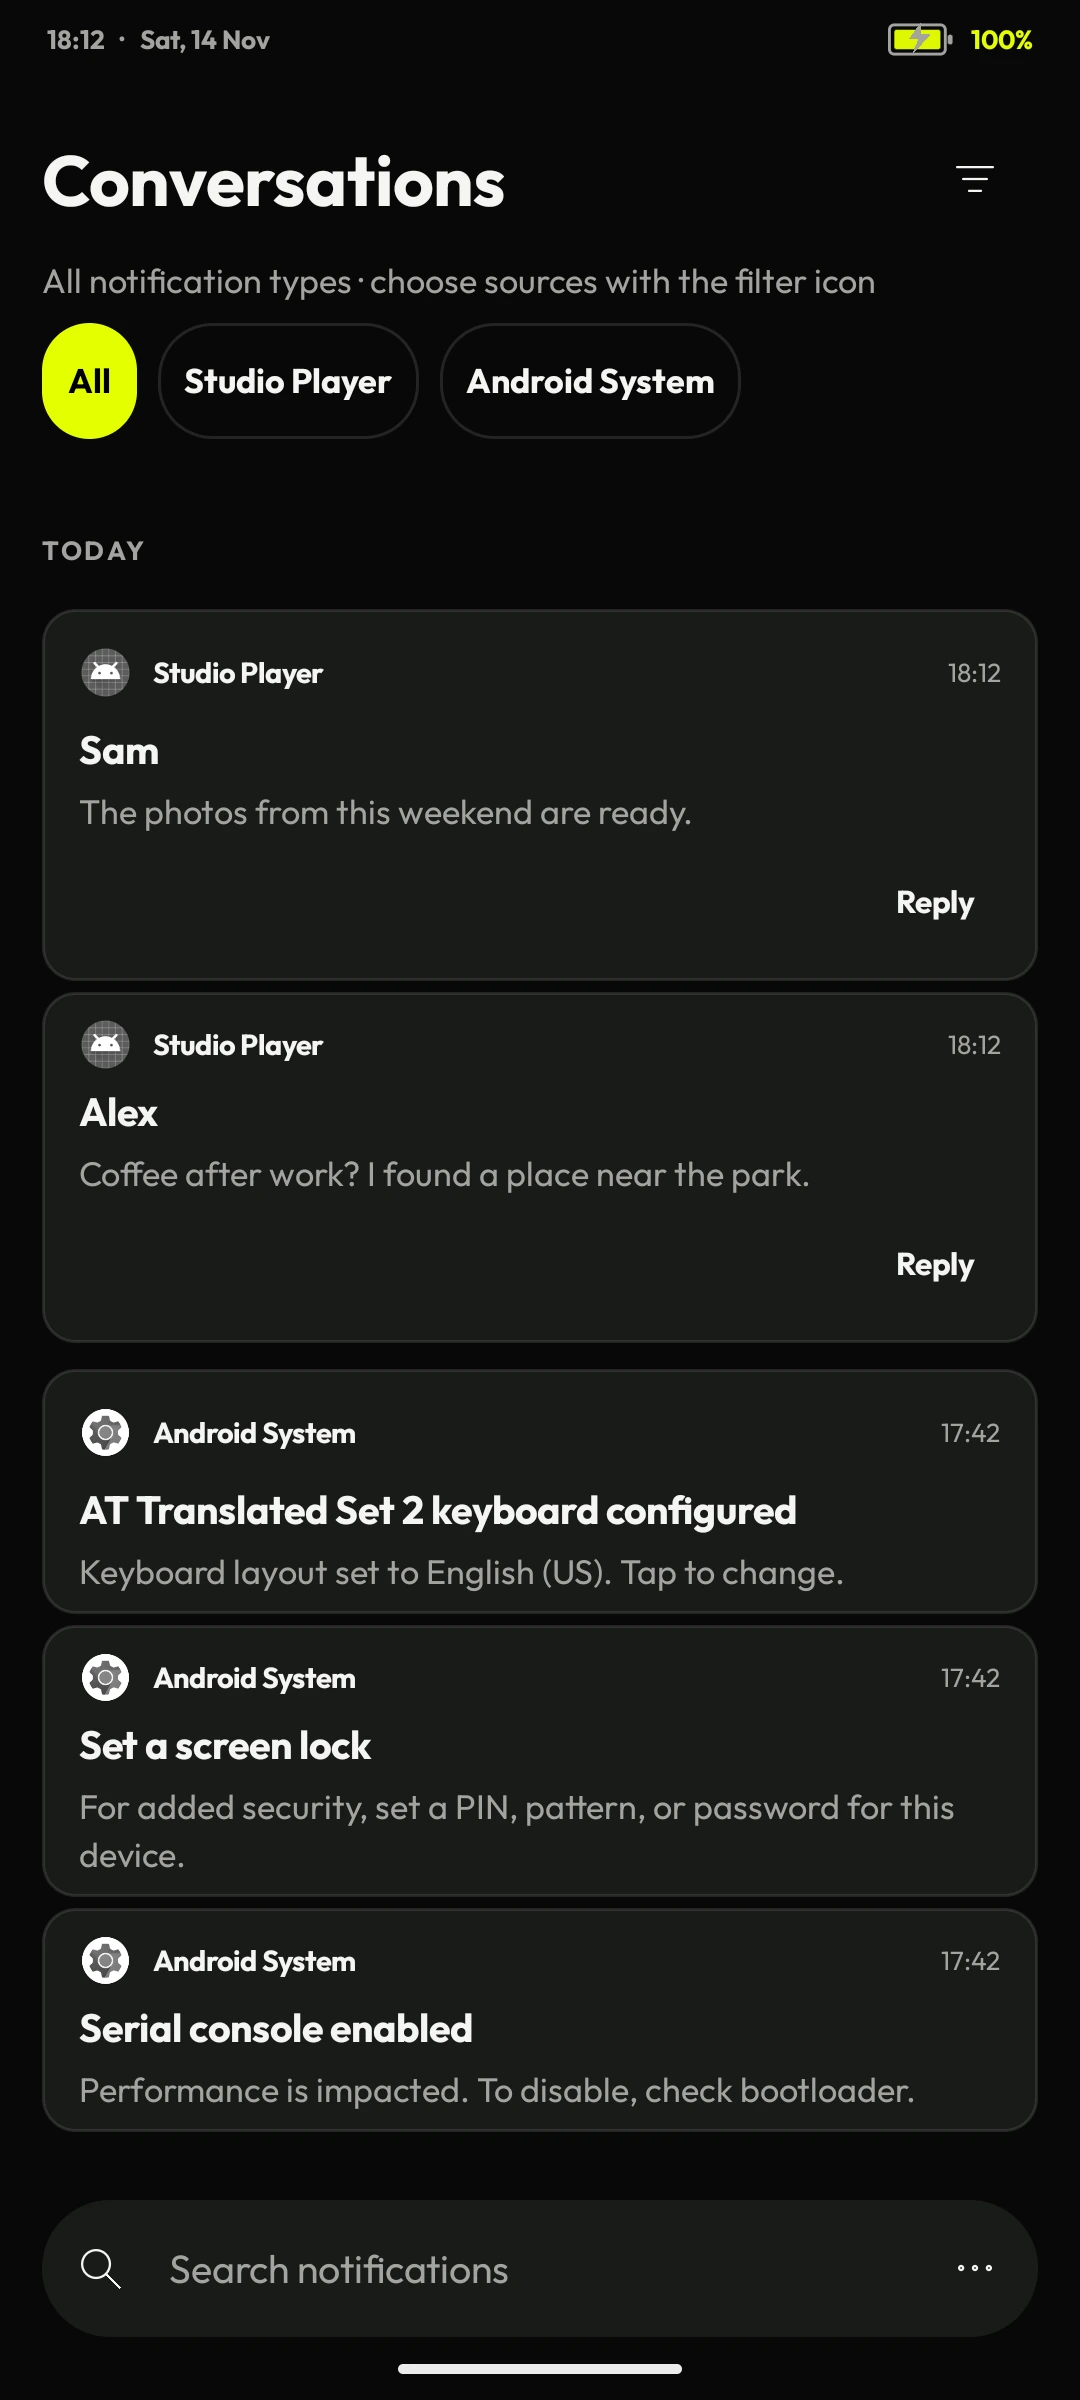 18:12 · Sat, 14 Nov
100%
Conversations
All notification types · choose sources with the filter icon
All
Studio Player
Android System
TODAY
Studio Player
18:12
Sam
The photos from this weekend are ready.
Reply
Studio Player
18:12
Alex
Coffee after work? I found a place near the park.
Reply
Android System
17:42
AT Translated Set 2 keyboard configured
Keyboard layout set to English (US). Tap to change.
Android System
17:42
Set a screen lock
For added security, set a PIN, pattern, or password for this
device.
Android System
17:42
Serial console enabled
Performance is impacted. To disable, check bootloader.
Search notifications